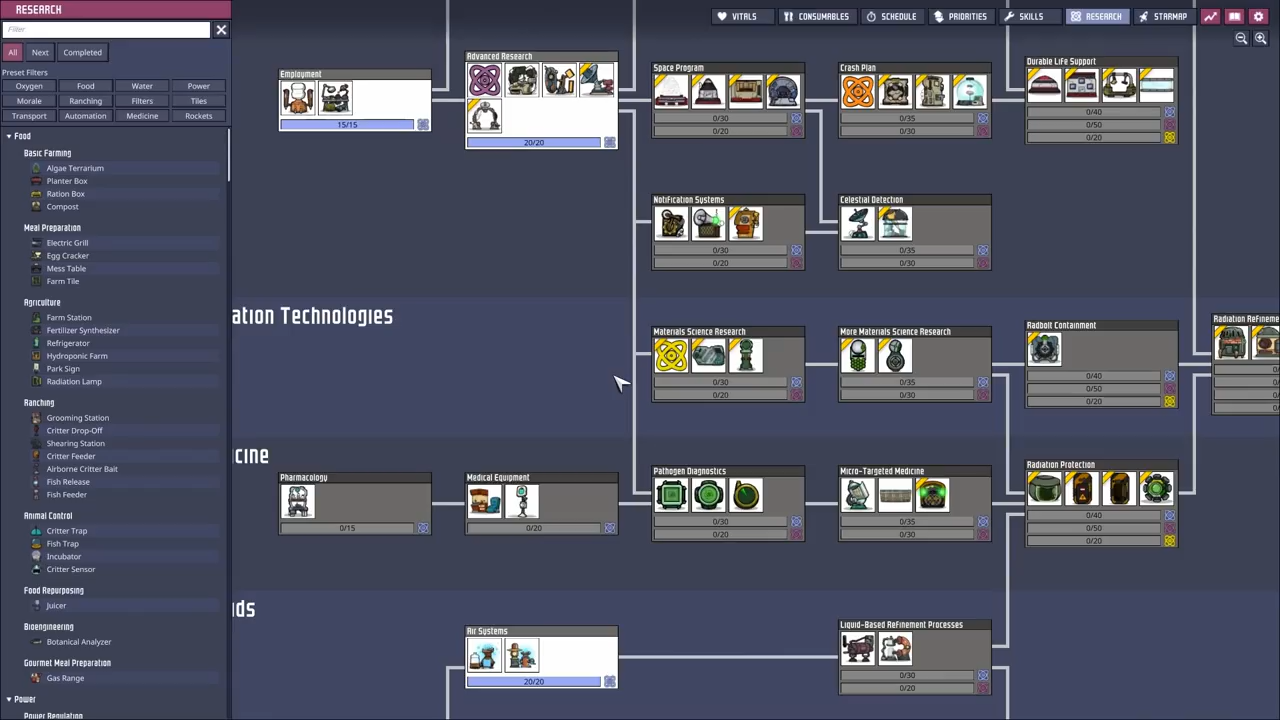 RESEARCH
Filter
All
Next
Completed
Preset Filters
Oxygen
Food
Water
Power
Morale
Ranching
Filters
Tiles
Transport
Automation
Medicine
Rockets
Food
Basic Farming
Algae Terrarium
Planter Box
Ration Box
Compost
Meal Preparation
Electric Grill
Egg Cracker
Mess Table
Farm Tile
Agriculture
Farm Station
Fertilizer Synthesizer
Refrigerator
Hydroponic Farm
Park Sign
Radiation Lamp
Ranching
Grooming Station
Critter Drop-Off
Shearing Station
Critter Feeder
Airborne Critter Bait
Fish Release
Fish Feeder
Animal Control
Critter Trap
Fish Trap
Incubator
Critter Sensor
Food Repurposing
Juicer
Bioengineering
Botanical Analyzer
Gourmet Meal Preparation
Gas Range
Power
Power Regulation
VITALS
CONSUMABLES
SCHEDULE
PRIORITIES
SKILLS
RESEARCH
STARMAP
Employment
15/15
Advanced Research
20/20
Space Program
0/30
0/20
Crash Plan
0/35
0/30
Durable Life Support
0/40
0/50
0/20
Notification Systems
0/30
0/20
Celestial Detection
0/35
0/30
ation Technologies
Materials Science Research
0/30
0/20
More Materials Science Research
0/35
0/30
Radbolt Containment
0/40
0/50
0/20
Radiation Refineme
icine
Pharmacology
0/15
Medical Equipment
0/20
Pathogen Diagnostics
0/30
0/20
Micro-Targeted Medicine
0/35
0/30
Radiation Protection
0/40
0/50
0/20
ids
Air Systems
20/20
Liquid-Based Refinement Processes
0/30
0/20